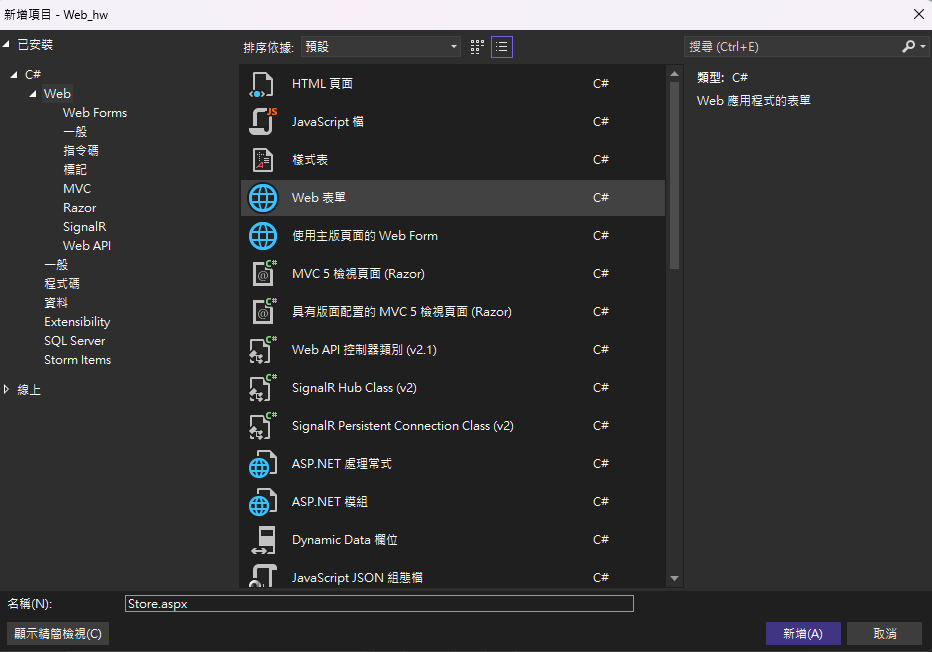 新增項目 - Web_hw
已安裝
C#
Web
Web Forms
一般
指令碼
標記
MVC
Razor
SignalR
Web API
一般
程式碼
資料
Extensibility
SQL Server
Storm Items
線上
排序依據: 預設
HTML 頁面 C#
JavaScript 檔 C#
樣式表 C#
Web 表單 C#
使用主版頁面的 Web Form C#
MVC 5 檢視頁面 (Razor) C#
具有版面配置的 MVC 5 檢視頁面 (Razor) C#
Web API 控制器類別 (v2.1) C#
SignalR Hub Class (v2) C#
SignalR Persistent Connection Class (v2) C#
ASP.NET 處理常式 C#
ASP.NET 模組 C#
Dynamic Data 欄位 C#
JavaScript JSON 組態檔 C#
搜尋 (Ctrl+E)
類型: C#
Web 應用程式的表單
名稱(N): Store.aspx
顯示精簡檢視(C) 新增(A) 取消